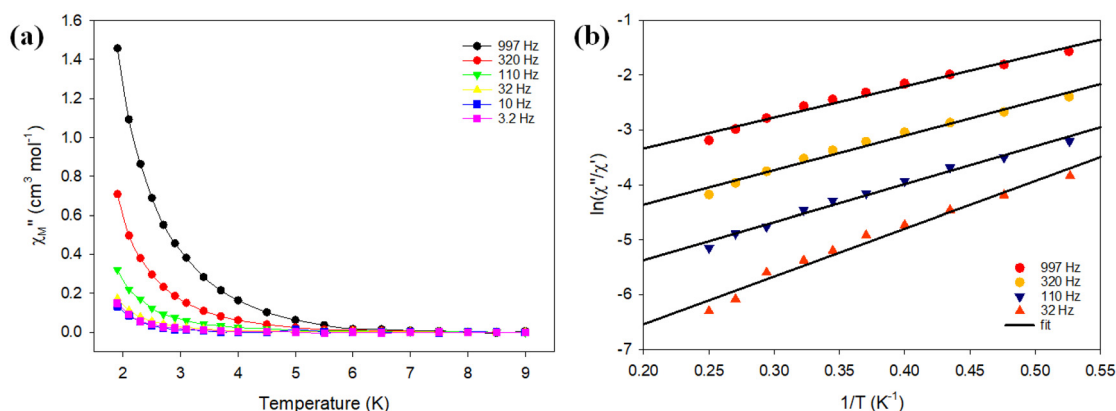 (a)
1.6
1.4
1.2
1.0
0.8
0.6
0.4
0.2
0.0
χM'' (cm³ mol⁻¹)
997 Hz
320 Hz
110 Hz
32 Hz
10 Hz
3.2 Hz
2 3 4 5 6 7 8 9
Temperature (K)
(b)
-1
-2
-3
-4
-5
-6
-7
ln(χ''/χ')
997 Hz
320 Hz
110 Hz
32 Hz
fit
0.20 0.25 0.30 0.35 0.40 0.45 0.50 0.55
1/T (K⁻¹)